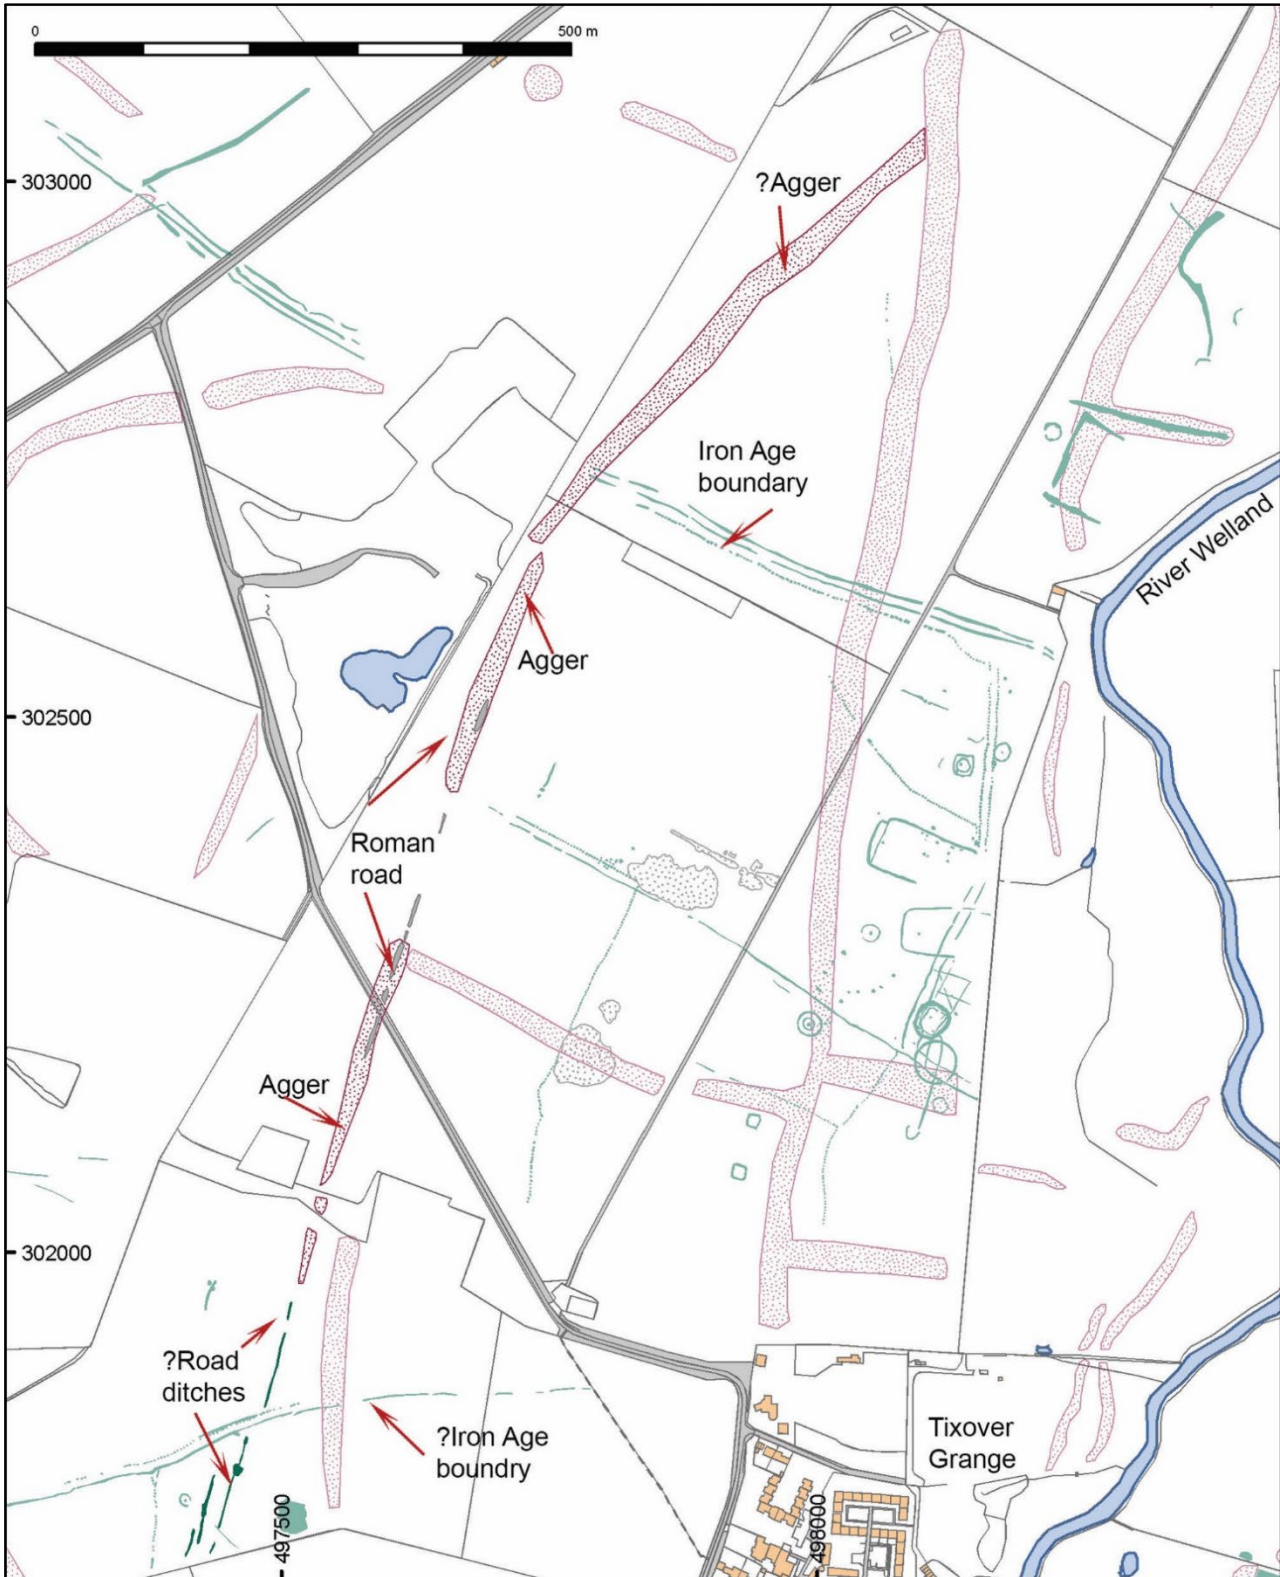 0
500 m
303000
?Agger
Iron Age
boundary
River Welland
Agger
302500
Roman
road
Agger
302000
?Road
ditches
?Iron Age
boundry
Tixover
Grange
497500
498000